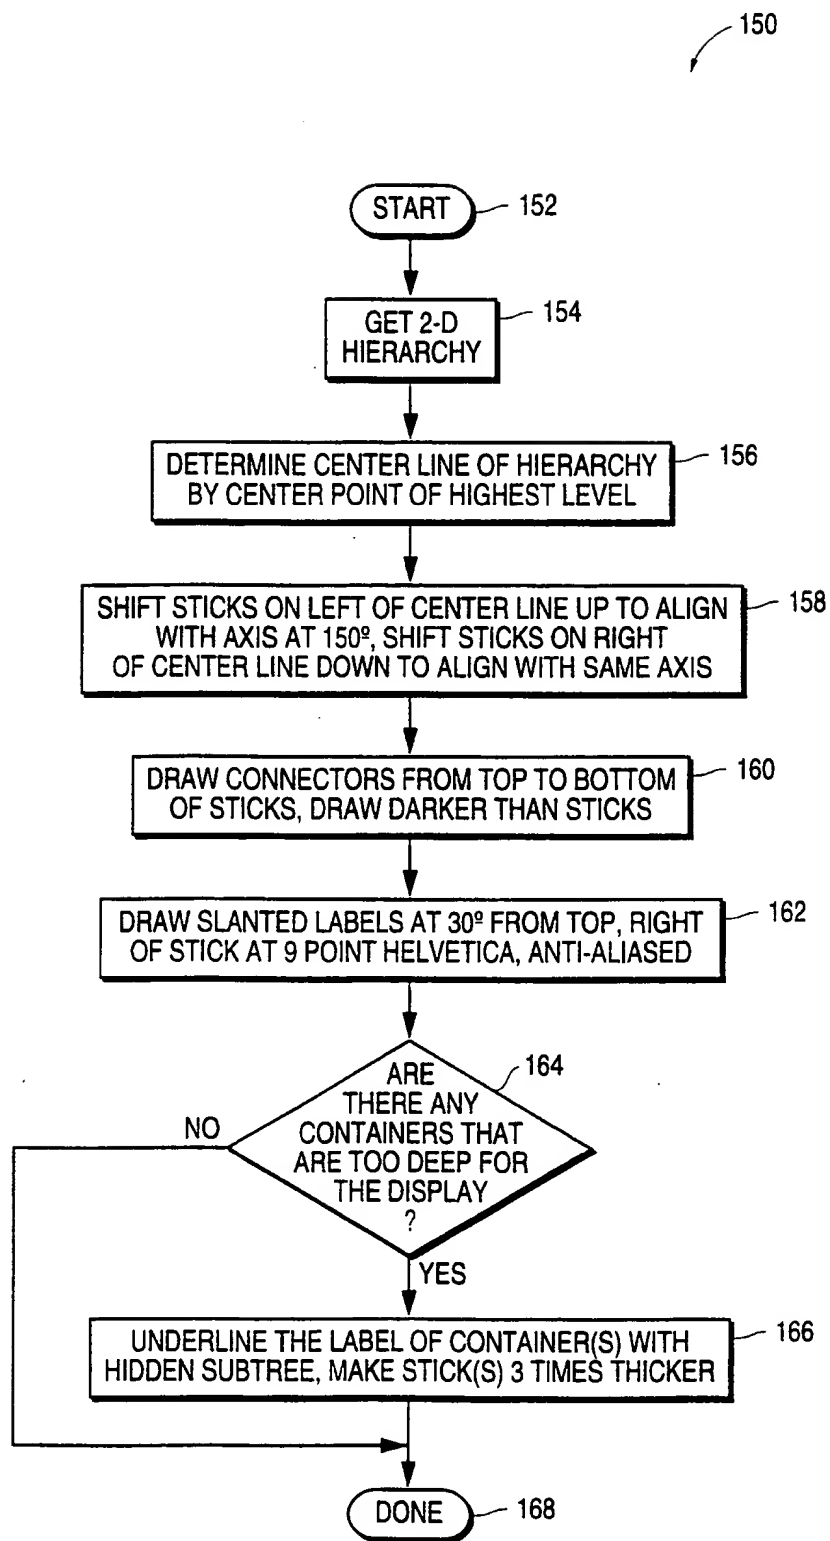 150
START
152
GET 2-D
HIERARCHY
154
DETERMINE CENTER LINE OF HIERARCHY
BY CENTER POINT OF HIGHEST LEVEL
156
SHIFT STICKS ON LEFT OF CENTER LINE UP TO ALIGN
WITH AXIS AT 150º, SHIFT STICKS ON RIGHT
OF CENTER LINE DOWN TO ALIGN WITH SAME AXIS
158
DRAW CONNECTORS FROM TOP TO BOTTOM
OF STICKS, DRAW DARKER THAN STICKS
160
DRAW SLANTED LABELS AT 30º FROM TOP, RIGHT
OF STICK AT 9 POINT HELVETICA, ANTI-ALIASED
162
ARE
THERE ANY
CONTAINERS THAT
ARE TOO DEEP FOR
THE DISPLAY
?
164
NO
YES
UNDERLINE THE LABEL OF CONTAINER(S) WITH
HIDDEN SUBTREE, MAKE STICK(S) 3 TIMES THICKER
166
DONE
168